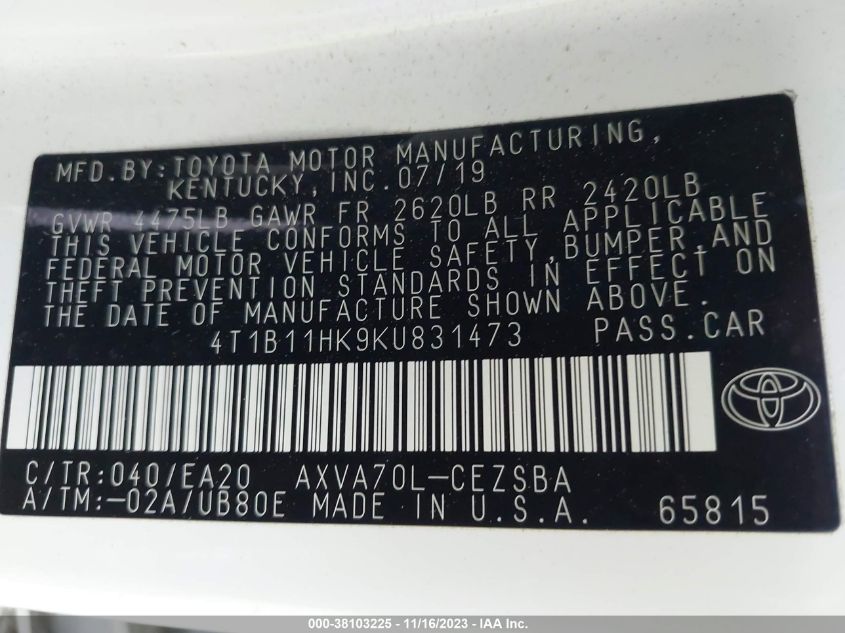 MFD. BY: TOYOTA MOTOR MANUFACTURING,
KENTUCKY, INC. 07/19
GVWR 4475LB GAWR FR 2620LB RR 2420LB
THIS VEHICLE CONFORMS TO ALL APPLICABLE
FEDERAL MOTOR VEHICLE SAFETY, BUMPER, AND
THEFT PREVENTION STANDARDS IN EFFECT ON
THE DATE OF MANUFACTURE SHOWN ABOVE.
4T1B11HK9KU831473 PASS. CAR
C/TR: 040/EA20 AXVA70L-CEZSBA
A/TM: -02A/UB80E MADE IN U.S.A. 65815
000-38103225 - 11/16/2023 - IAA Inc.